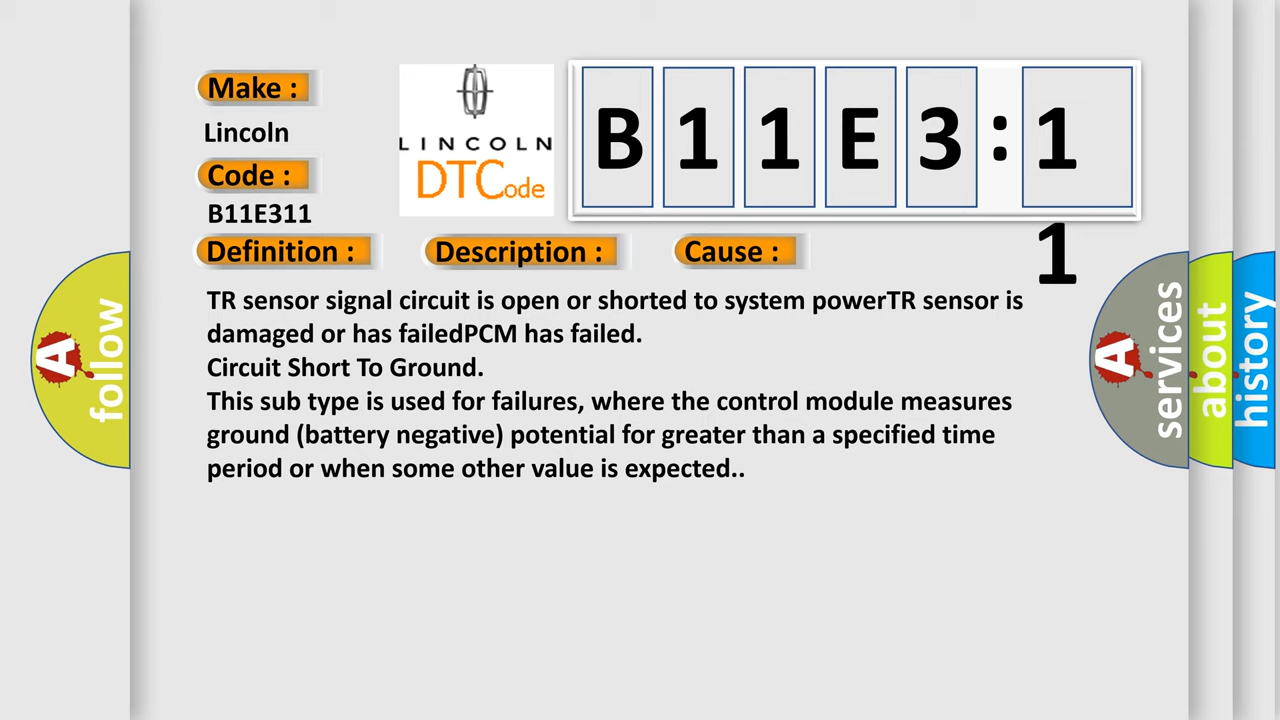 Make :
Lincoln
Code :
B11E311
LINCOLN
DTCode
B11E3:1
1
Definition :
Description :
Cause :
TR sensor signal circuit is open or shorted to system powerTR sensor is
damaged or has failedPCM has failed.
Circuit Short To Ground.
This sub type is used for failures, where the control module measures
ground (battery negative) potential for greater than a specified time
period or when some other value is expected..
A follow
A services
about
history